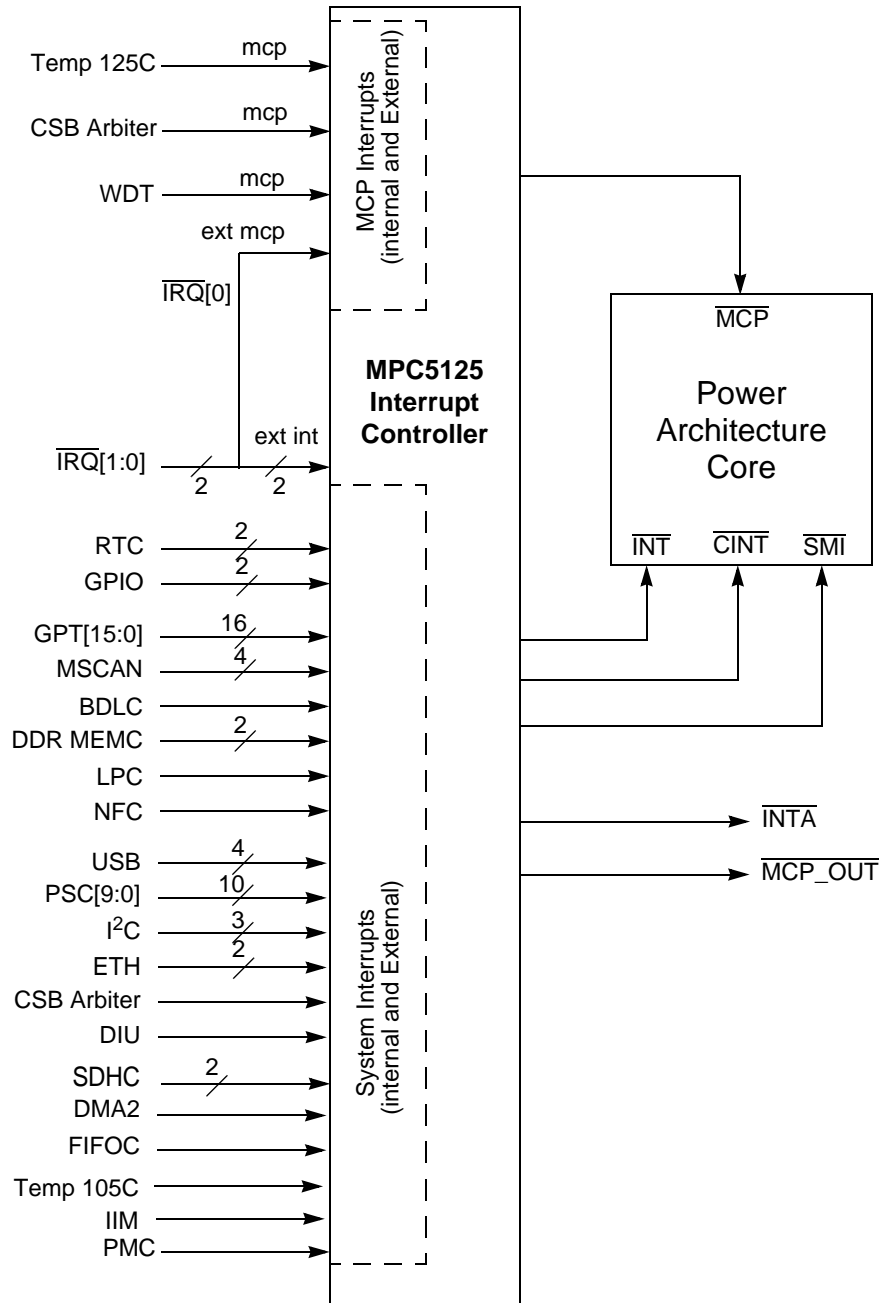 Temp 125C
mcp
CSB Arbiter
mcp
WDT
mcp
ext mcp
IRQ[0]
MCP Interrupts
(internal and External)
MPC5125
Interrupt
Controller
MCP
Power
Architecture
Core
INT
CINT
SMI
IRQ[1:0]
2
ext int
2
RTC
2
GPIO
2
GPT[15:0]
16
MSCAN
4
BDLC
DDR MEMC
2
LPC
NFC
USB
4
PSC[9:0]
10
I2C
3
ETH
2
CSB Arbiter
DIU
SDHC
2
DMA2
FIFOC
Temp 105C
IIM
PMC
System Interrupts
(internal and External)
INTA
MCP_OUT